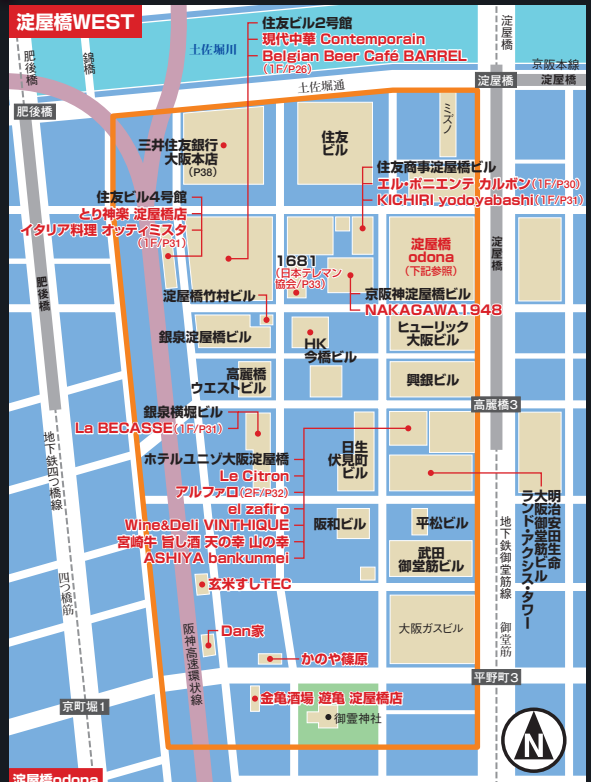 淀屋橋WEST
肥後橋
錦橋
土佐堀川
住友ビル2号館
現代中華 Contemporain
Belgian Beer Café BARREL
(1F/P26)
淀屋橋
京阪本線
淀屋橋
淀屋橋
土佐堀通
肥後橋
ミズノ
三井住友銀行
大阪本店
(P38)
住友
ビル
住友商事淀屋橋ビル
エル・ポニエンテ カルボン(1F/P30)
KICHIRI yodoyabashi(1F/P31)
住友ビル4号館
とり神楽 淀屋橋店
イタリア料理 オッティミスタ
(1F/P31)
淀屋橋
odona
(下記参照)
淀屋橋
1681
(日本テレマン
協会/P33)
肥後橋
淀屋橋竹村ビル
京阪神淀屋橋ビル
NAKAGAWA1948
銀泉淀屋橋ビル
HK
今橋ビル
ヒューリック
大阪ビル
高麗橋
ウエストビル
興銀ビル
高麗橋3
銀泉横堀ビル
La BECASSE(1F/P31)
地下鉄四つ橋線
日生
伏見町
ビル
ホテルユニゾ大阪淀屋橋
Le Citron
アルファロ(2F/P32)
el zafiro
Wine&Deli VINTHIQUE
宮崎牛 旨し酒 天の幸 山の幸
ASHIYA bankunmei
明治安田生命
大阪御堂筋ビル
ランド・アクシス・タワー
阪和ビル
平松ビル
地下鉄御堂筋線
武田
御堂筋ビル
四つ橋筋
玄米すしTEC
阪神高速環状線
大阪ガスビル
御堂筋
Dan家
かのや篠原
平野町3
京町堀1
金亀酒場 遊亀 淀屋橋店
御霊神社
N
淀屋橋odona